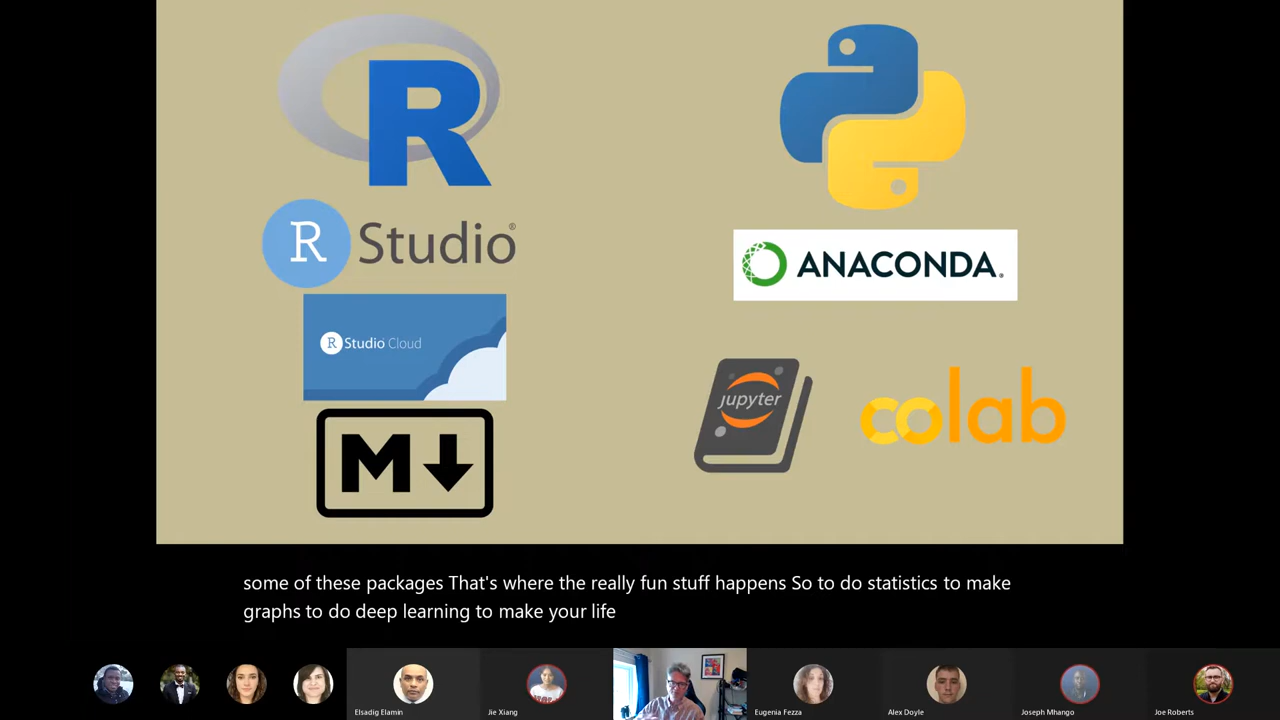 R
R Studio®
R Studio Cloud
M
ANACONDA.
jupyter
colab
some of these packages That's where the really fun stuff happens So to do statistics to make
graphs to do deep learning to make your life
Elsadig Elamin
Jie Xiang
Eugenia Fezza
Alex Doyle
Joseph Mhango
Joe Roberts